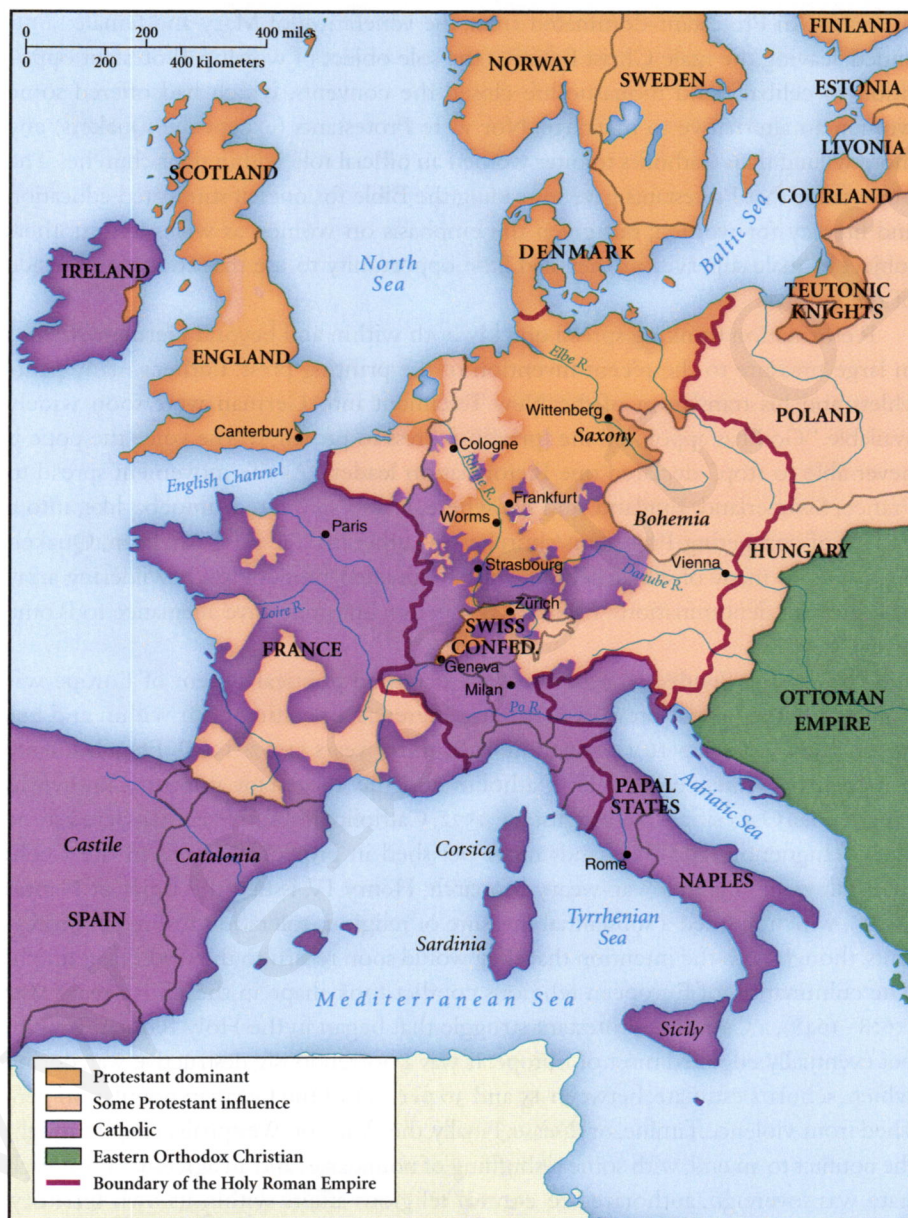 0 200 400 miles
0 200 400 kilometers
NORWAY
SWEDEN
FINLAND
ESTONIA
LIVONIA
COURLAND
SCOTLAND
Baltic Sea
DENMARK
IRELAND
North
Sea
TEUTONIC
KNIGHTS
ENGLAND
Elbe R.
POLAND
Wittenberg
Saxony
Canterbury
Cologne
English Channel
Rhine R.
Frankfurt
Paris
Worms
Bohemia
HUNGARY
Strasbourg
Vienna
Danube R.
Loire R.
Zürich
SWISS
CONFED.
FRANCE
Geneva
Milan
OTTOMAN
EMPIRE
Po R.
PAPAL
STATES
Adriatic Sea
Castile
Catalonia
Corsica
Rome
NAPLES
SPAIN
Tyrrhenian
Sea
Sardinia
Mediterranean Sea
Sicily
Protestant dominant
Some Protestant influence
Catholic
Eastern Orthodox Christian
Boundary of the Holy Roman Empire